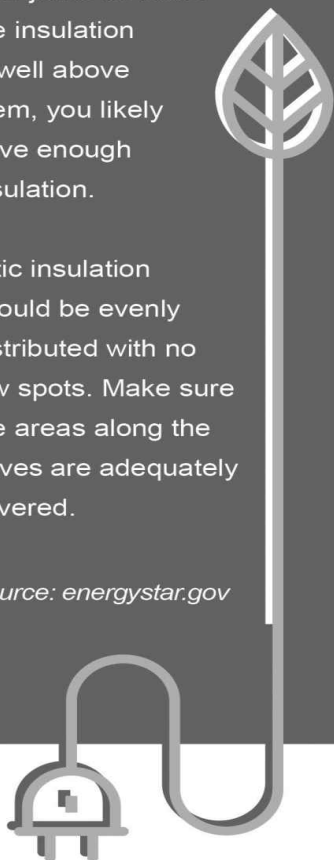 e insulation
well above
em, you likely
ve enough
sulation.
tic insulation
ould be evenly
stributed with no
w spots. Make sure
e areas along the
ves are adequately
vered.
urce: energystar.gov